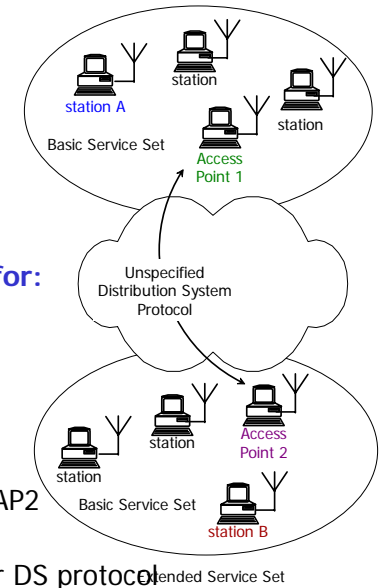 station
station A
station
Basic Service Set
Access
Point 1
for:
Unspecified
Distribution System
Protocol
station
Access
Point 2
station
AP2
Basic Service Set
station B
r DS protocol
Extended Service Set